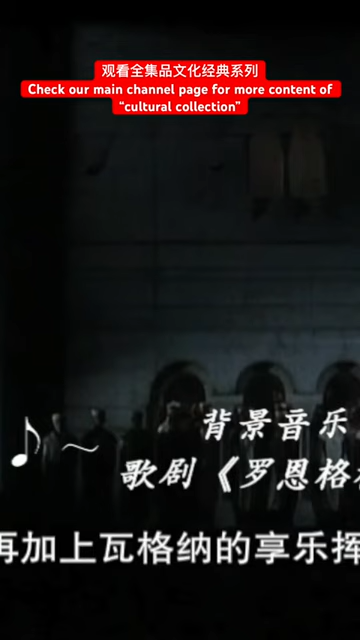 观看全集品文化经典系列
Check our main channel page for more content of
“cultural collection”
背景音乐
歌剧《罗恩格
再加上瓦格纳的享乐挥